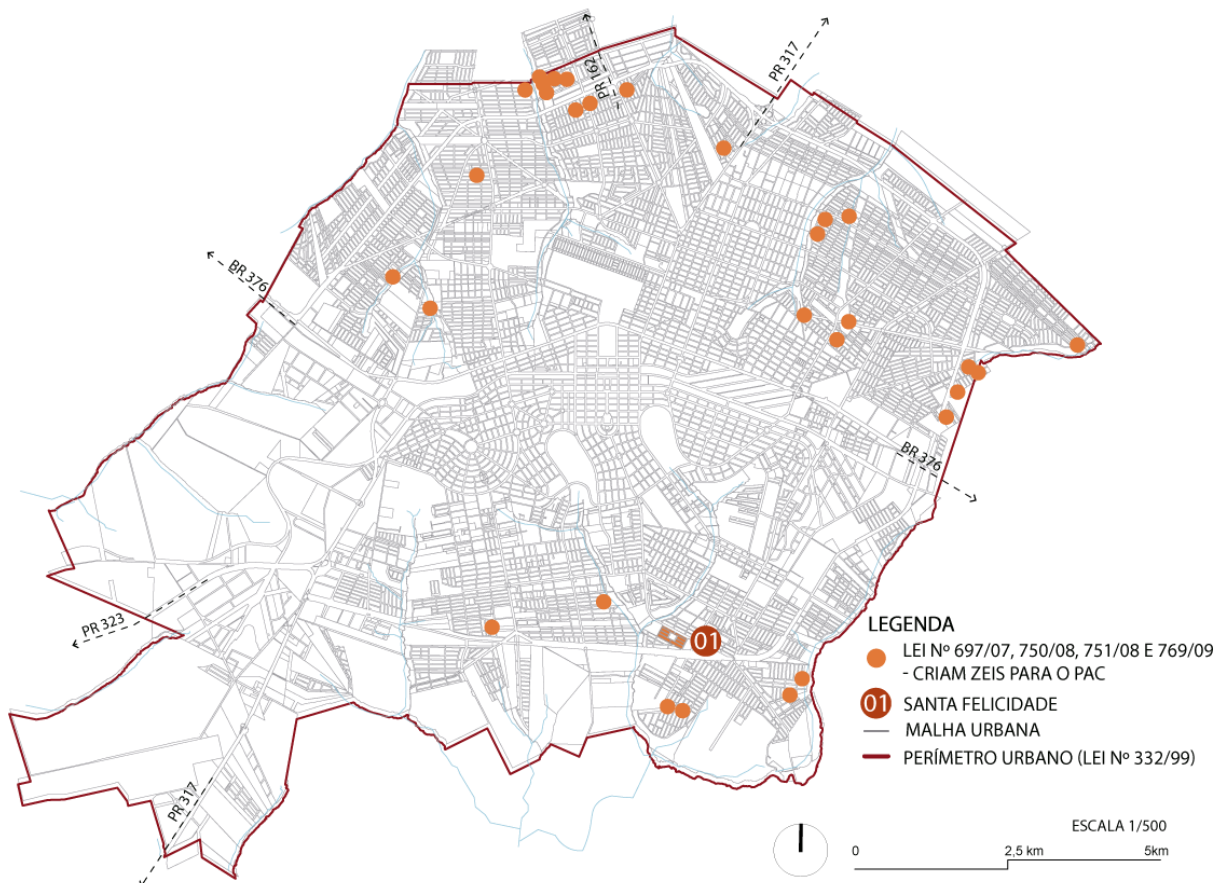 PR 162
PR 317
BR 376
BR 376
PR 323
PR 317
01
LEGENDA
LEI Nº 697/07, 750/08, 751/08 E 769/09
- CRIAM ZEIS PARA O PAC
01 SANTA FELICIDADE
MALHA URBANA
PERÍMETRO URBANO (LEI Nº 332/99)
ESCALA 1/500
0 2,5 km 5km